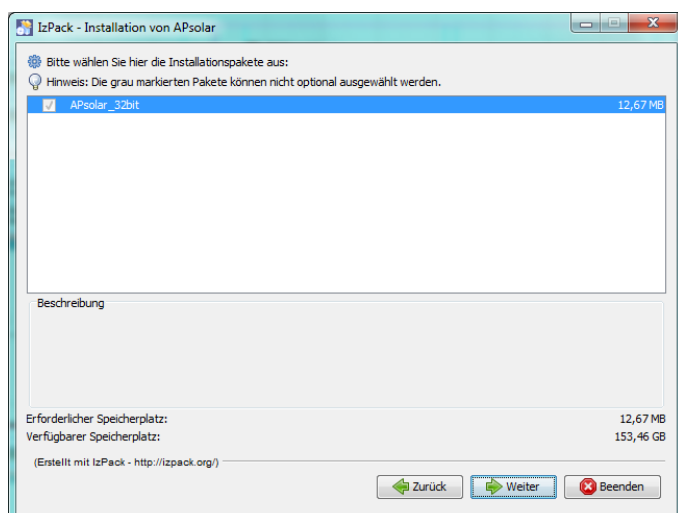 IzPack - Installation von APsolar
Bitte wählen Sie hier die Installationspakete aus:
Hinweis: Die grau markierten Pakete können nicht optional ausgewählt werden.
APsolar_32bit 12,67 MB
Beschreibung
Erforderlicher Speicherplatz: 12,67 MB
Verfügbarer Speicherplatz: 153,46 GB
(Erstellt mit IzPack - http://izpack.org/)
Zurück Weiter Beenden